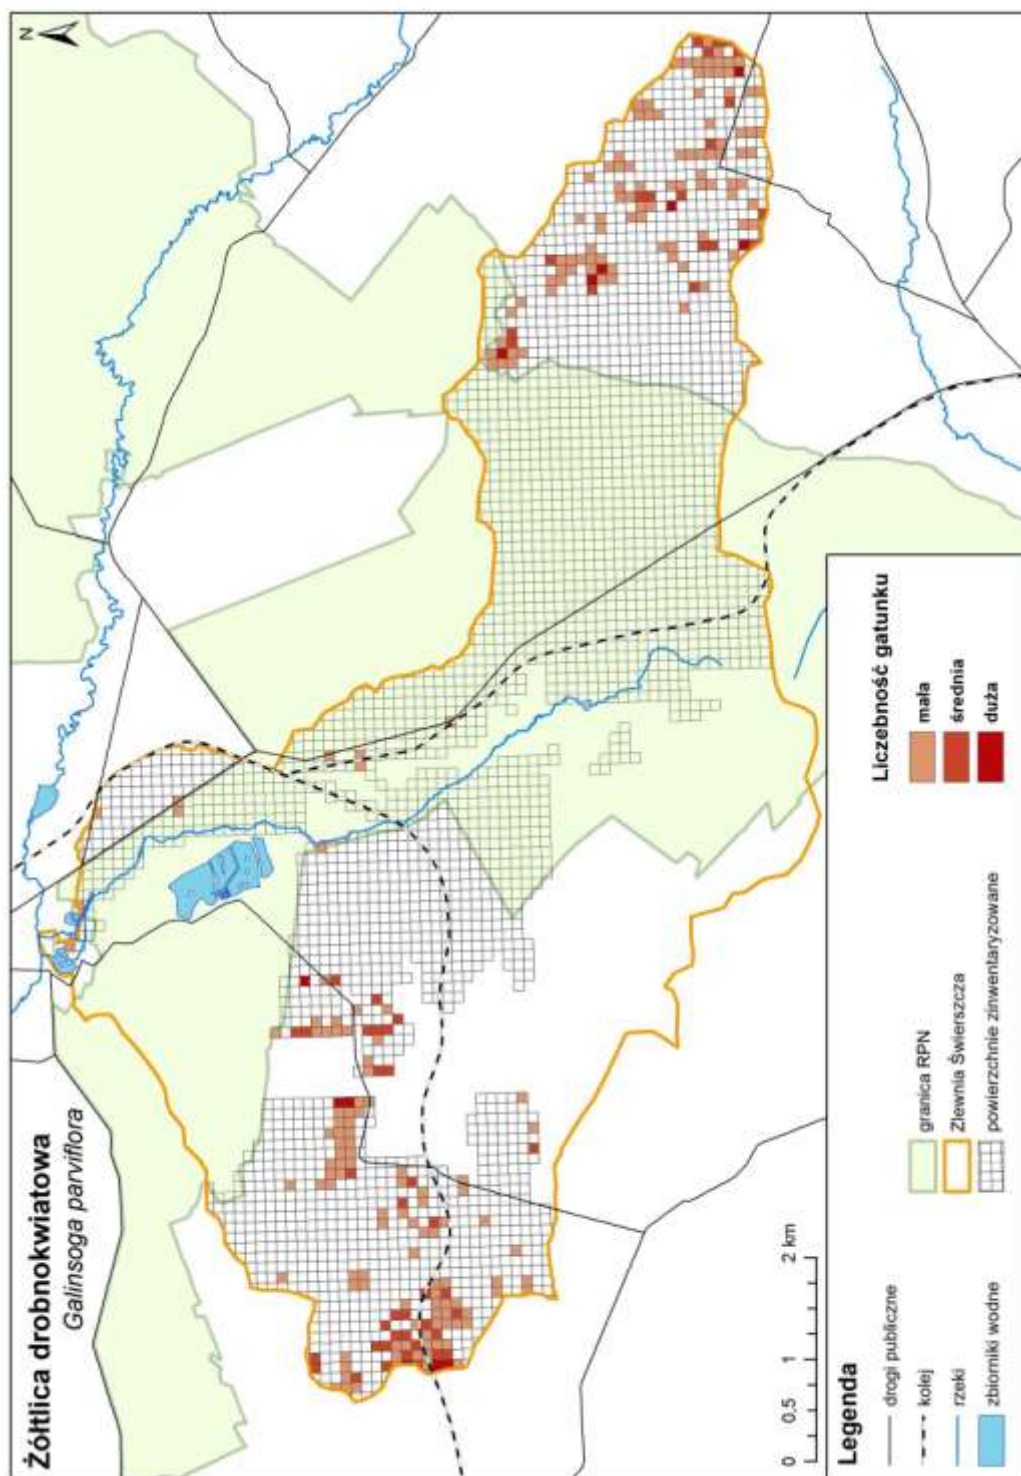 Żółtlica drobnokwiatowa
Galinsoga parviflora
N
0 0,5 1 2 km
Legenda
drogi publiczne
kolej
rzeki
zbiorniki wodne
granica RPN
Zlewnia Świerszcza
powierzchnie zinwentaryzowane
Liczebność gatunku
mała
średnia
duża